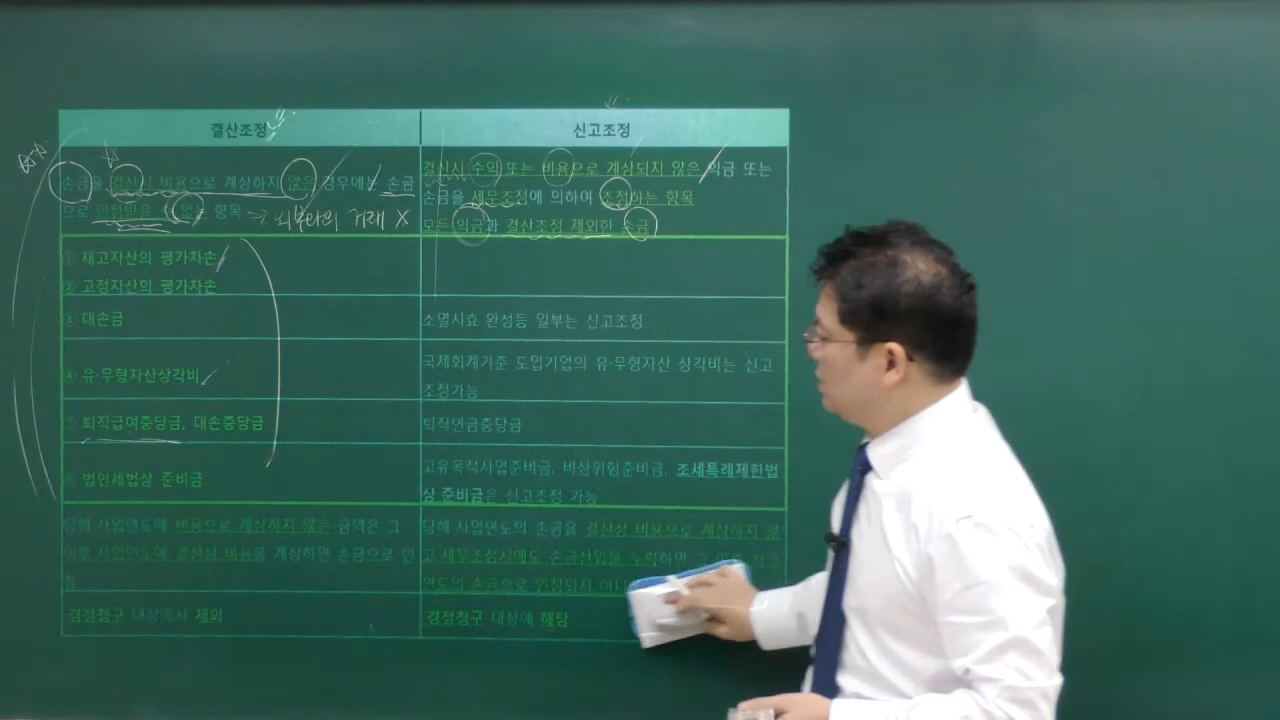 결산조정
신고조정
손금을 결산시 비용으로 계상하지 않은 경우에는 손금
으로 인정받을 수 없는 항목 → 외부와의 거래 X
결산시 수익 또는 비용으로 계상되지 않은 익금 또는
손금을 세무조정에 의하여 조정하는 항목
모든 익금과 결산조정 제외한 손금
① 재고자산의 평가차손
② 고정자산의 평가차손
③ 대손금
소멸시효 완성등 일부는 신고조정
④ 유·무형자산상각비
국제회계기준 도입기업의 유·무형자산 상각비는 신고
조정가능
퇴직급여충당금, 대손충당금
퇴직연금충당금
법인세법상 준비금
고유목적사업준비금, 비상위험준비금, 조세특례제한법
상 준비금은 신고조정 가능
당해 사업연도에 비용으로 계상하지 않은 금액은 그
이후 사업연도에 결산상 비용을 계상하면 손금으로 인
정
당해 사업연도의 손금을 결산상 비용으로 계상하지 않
고 세무조정시에도 손금산입을 누락하면 그 이후
연도의 손금으로 인정되지 아니
경정청구 대상에서 제외
경정청구 대상에 해당